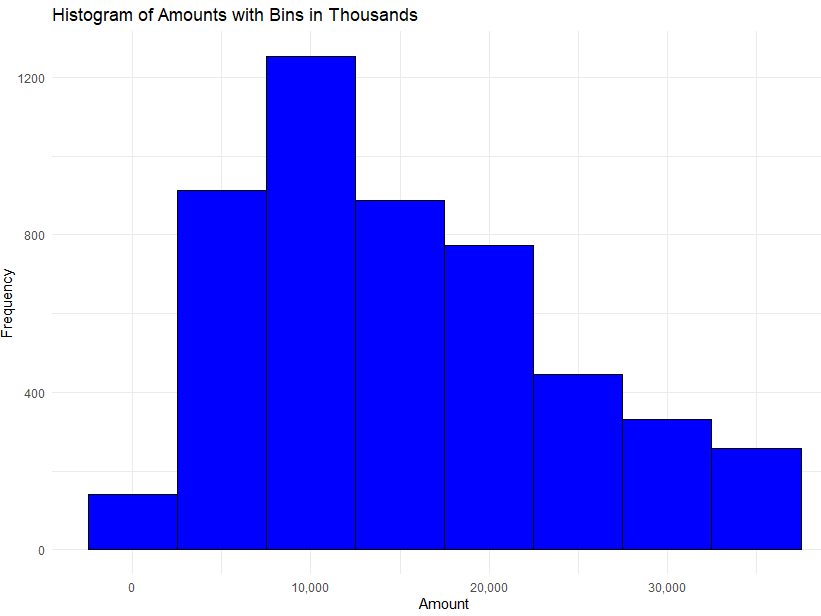 Histogram of Amounts with Bins in Thousands
Frequency
1200
800
400
0
0 10,000 20,000 30,000
Amount